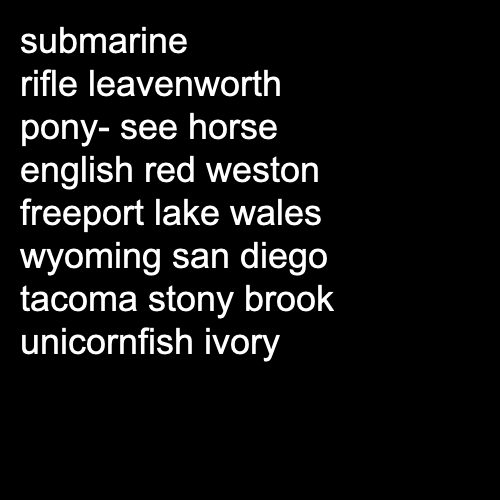 submarine
rifle leavenworth
pony- see horse
english red weston
freeport lake wales
wyoming san diego
tacoma stony brook
unicornfish ivory